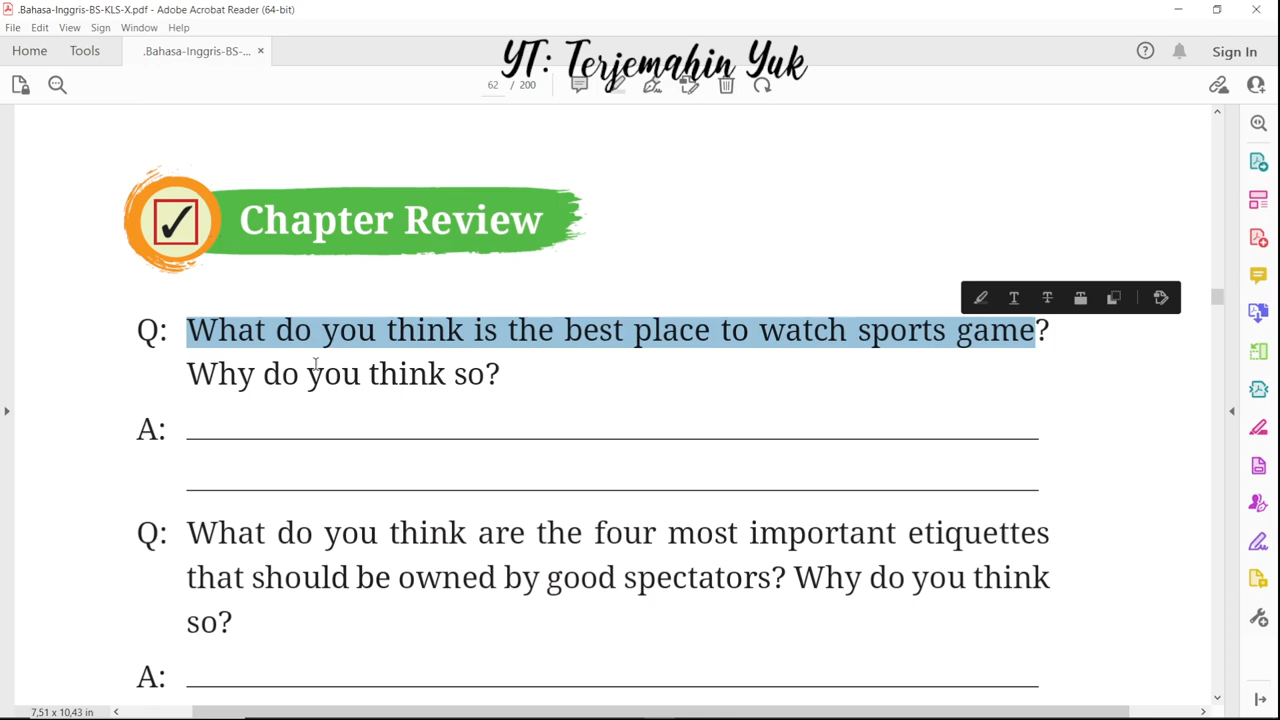 .Bahasa-Inggris-BS-KLS-X.pdf - Adobe Acrobat Reader (64-bit)
File Edit View Sign Window Help
Home Tools .Bahasa-Inggris-BS-... × Sign In
YT: Terjemahin Yuk
62 / 200
Chapter Review
Q: What do you think is the best place to watch sports game?
Why do you think so?
A:
Q: What do you think are the four most important etiquettes
that should be owned by good spectators? Why do you think
so?
A:
7,51 x 10,43 in